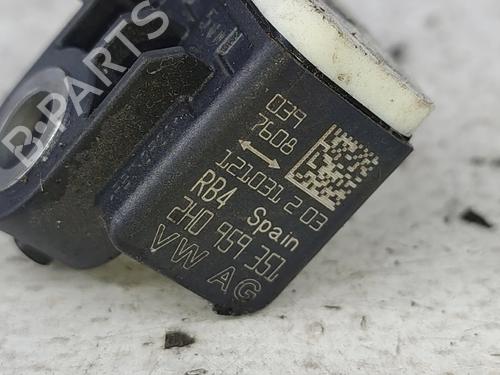 B-PARTS
039
7608
121031 2 03
RB4 Spain
2H0 959 351
VW AG